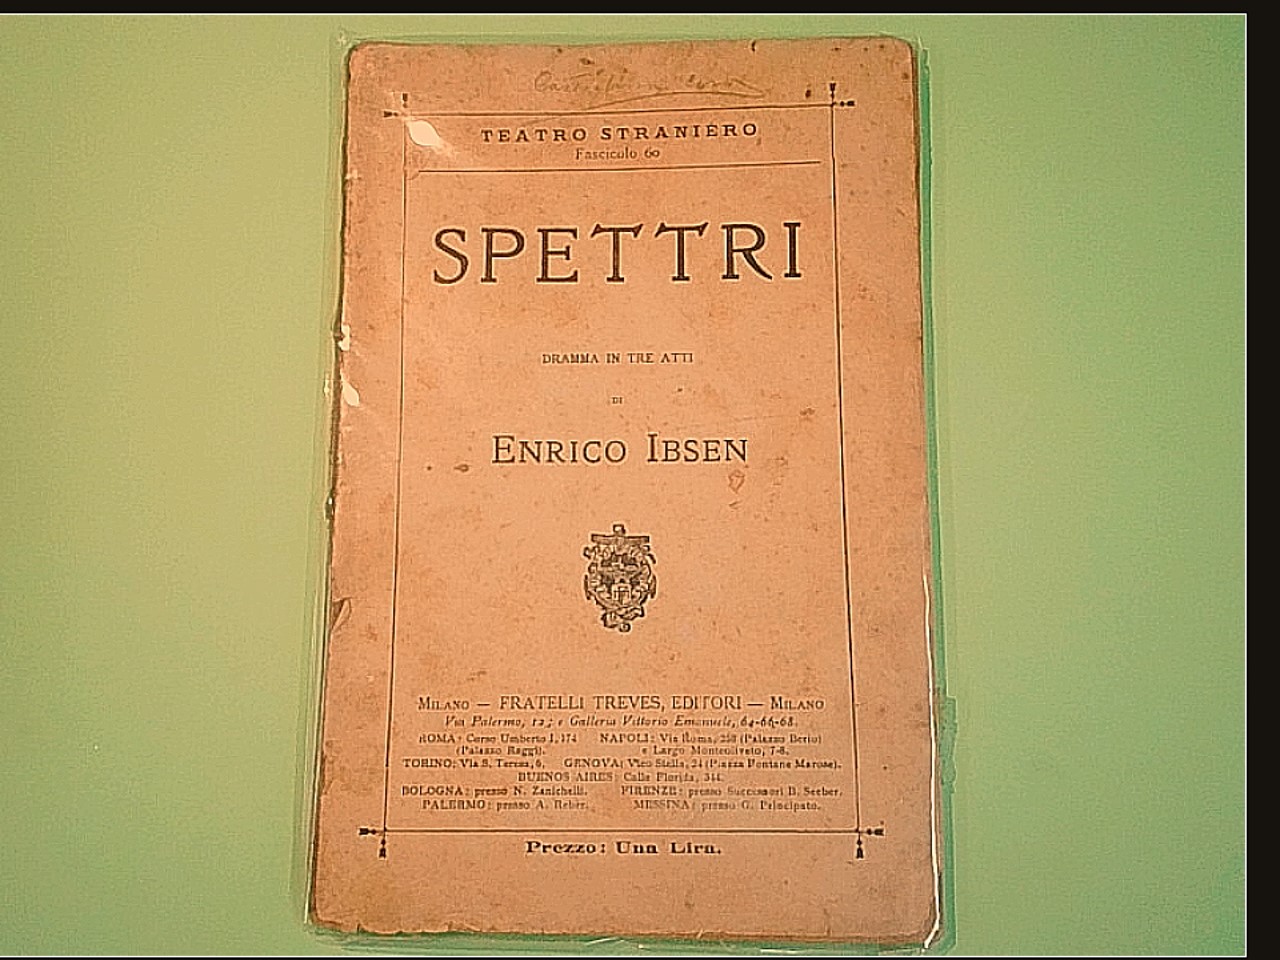 TEATRO STRANIERO
Fascicolo 60
SPETTRI
DRAMMA IN TRE ATTI
DI
ENRICO IBSEN
MILANO — FRATELLI TREVES, EDITORI — MILANO
Via Palermo, 12; e Galleria Vittorio Emanuele, 64-66-68.
ROMA: Corso Umberto I, 174 NAPOLI: Via Roma, 258 (Palazzo Berio)
(Palazzo Raggi). e Largo Monteoliveto, 7-8.
TORINO: Via S. Teresa, 6. GENOVA: Vico Stella, 24 (Piazza Fontane Marose).
BUENOS AIRES: Calle Florida, 344.
BOLOGNA: presso N. Zanichelli. FIRENZE: presso Successori B. Seeber.
PALERMO: presso A. Reber. MESSINA: presso G. Principato.
Prezzo: Una Lira.